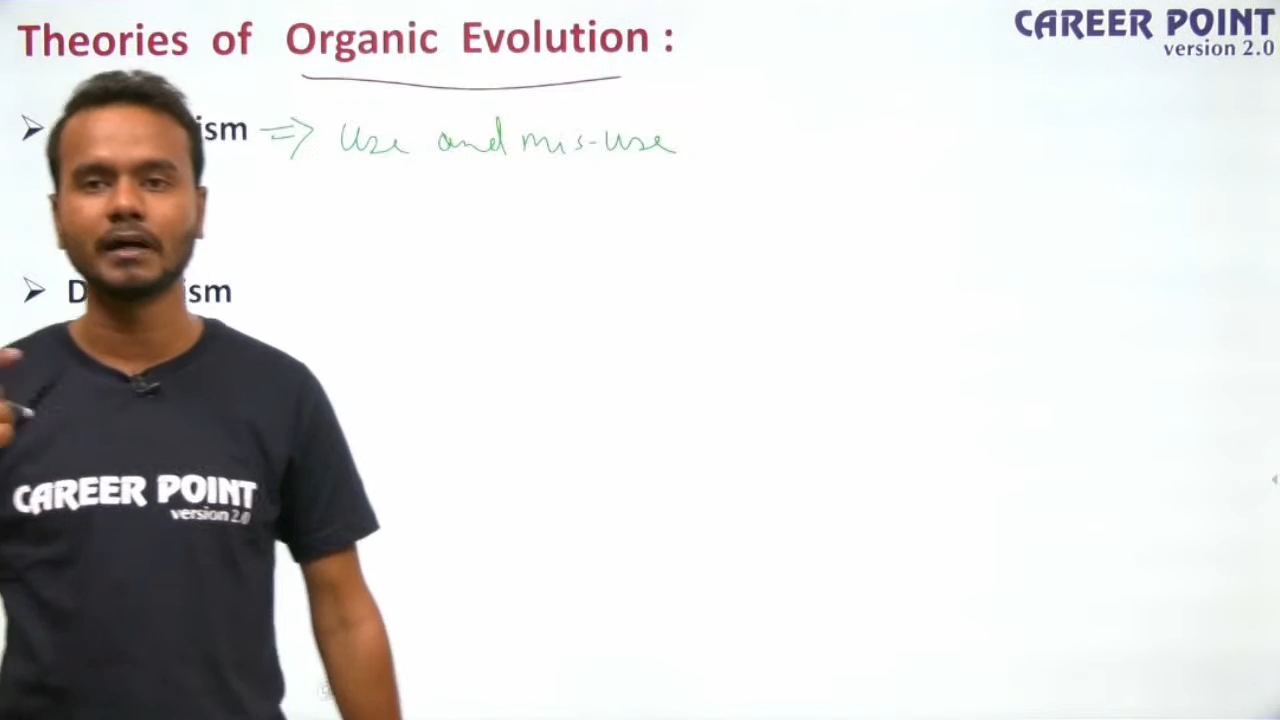 Theories of Organic Evolution :
CAREER POINT
version 2.0
ism => use and mis-use
D ism
CAREER POINT
version 2.0